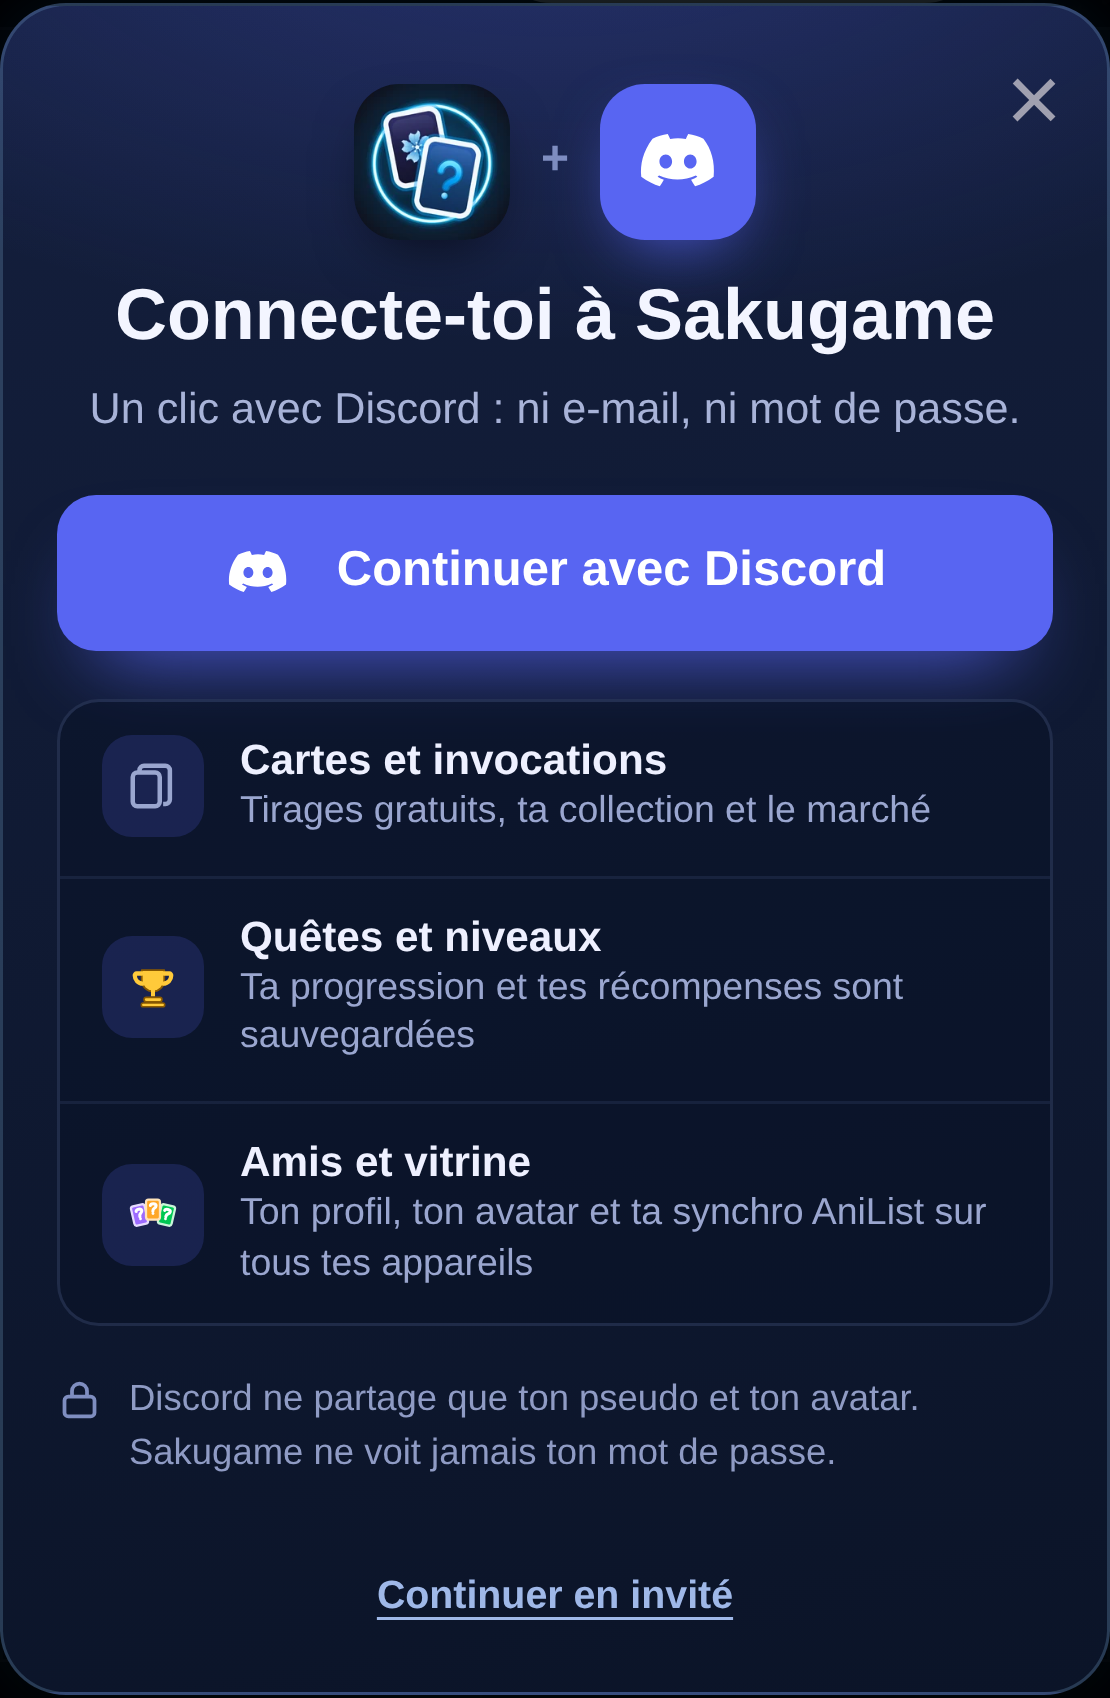 Connecte-toi à Sakugame
Un clic avec Discord : ni e-mail, ni mot de passe.
Continuer avec Discord
Cartes et invocations
Tirages gratuits, ta collection et le marché
Quêtes et niveaux
Ta progression et tes récompenses sont
sauvegardées
Amis et vitrine
Ton profil, ton avatar et ta synchro AniList sur
tous tes appareils
Discord ne partage que ton pseudo et ton avatar.
Sakugame ne voit jamais ton mot de passe.
Continuer en invité